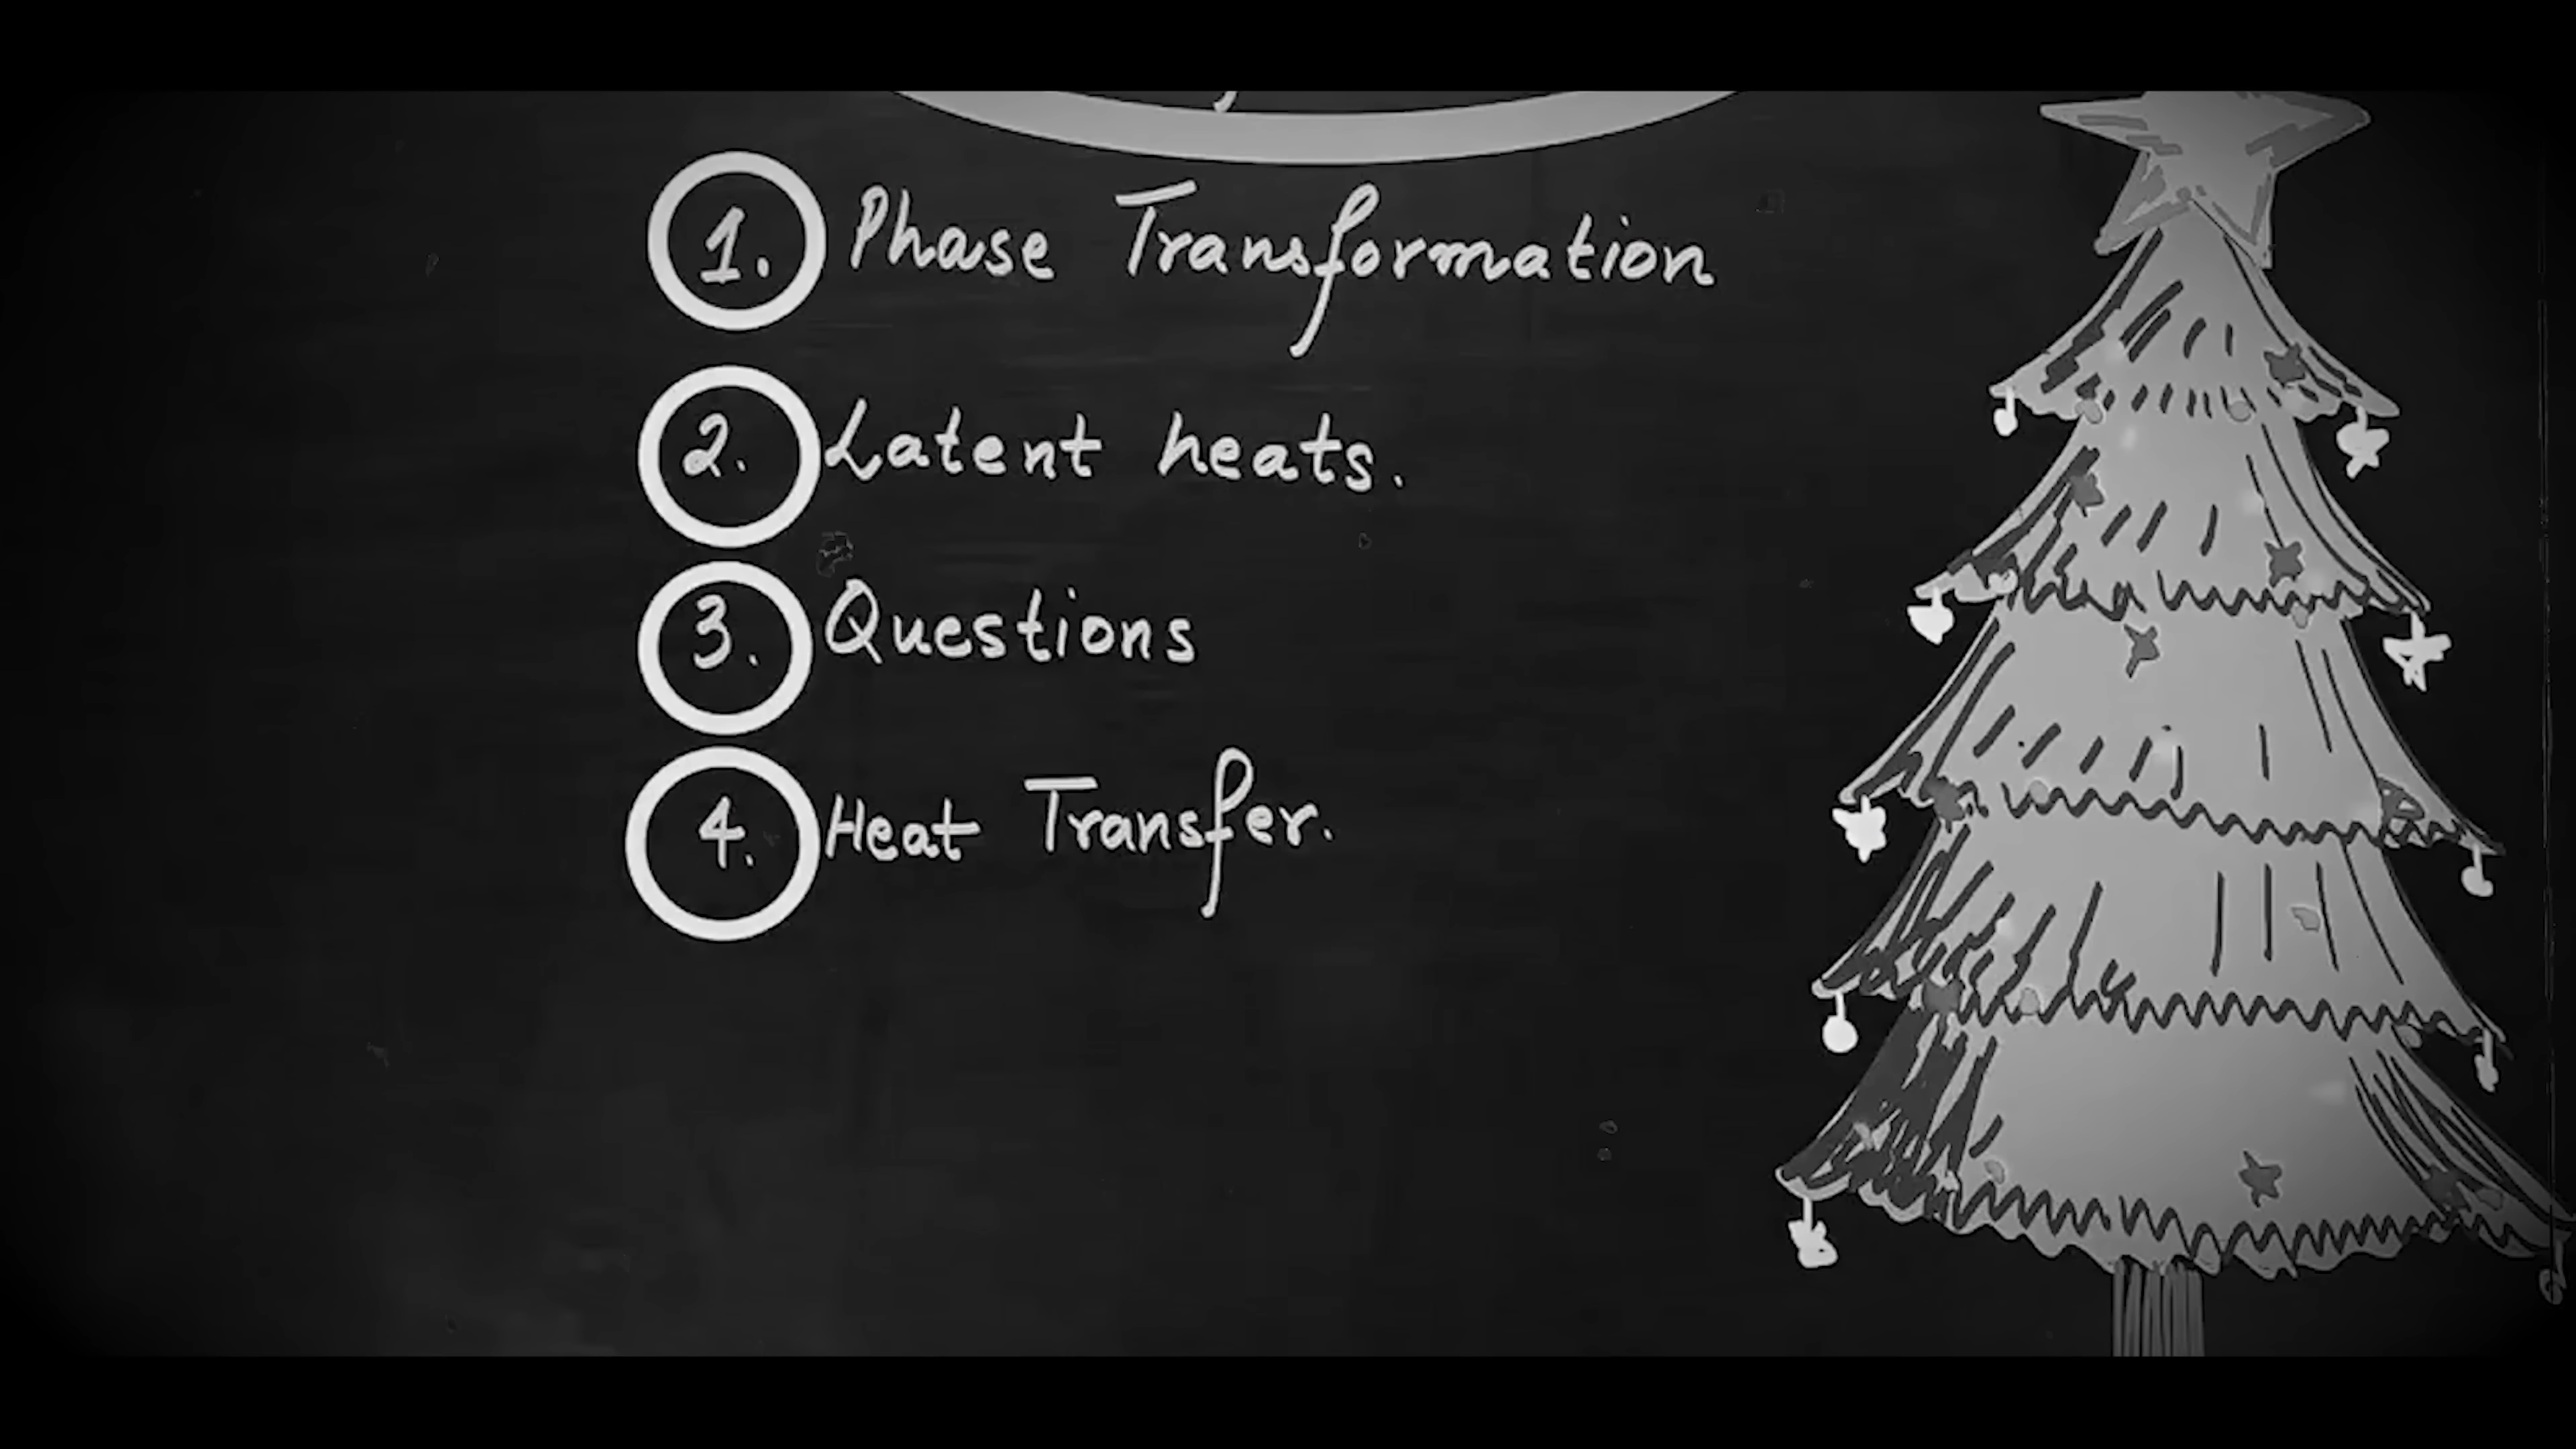 1. Phase Transformation
2. Latent heats.
3. Questions
4. Heat Transfer.